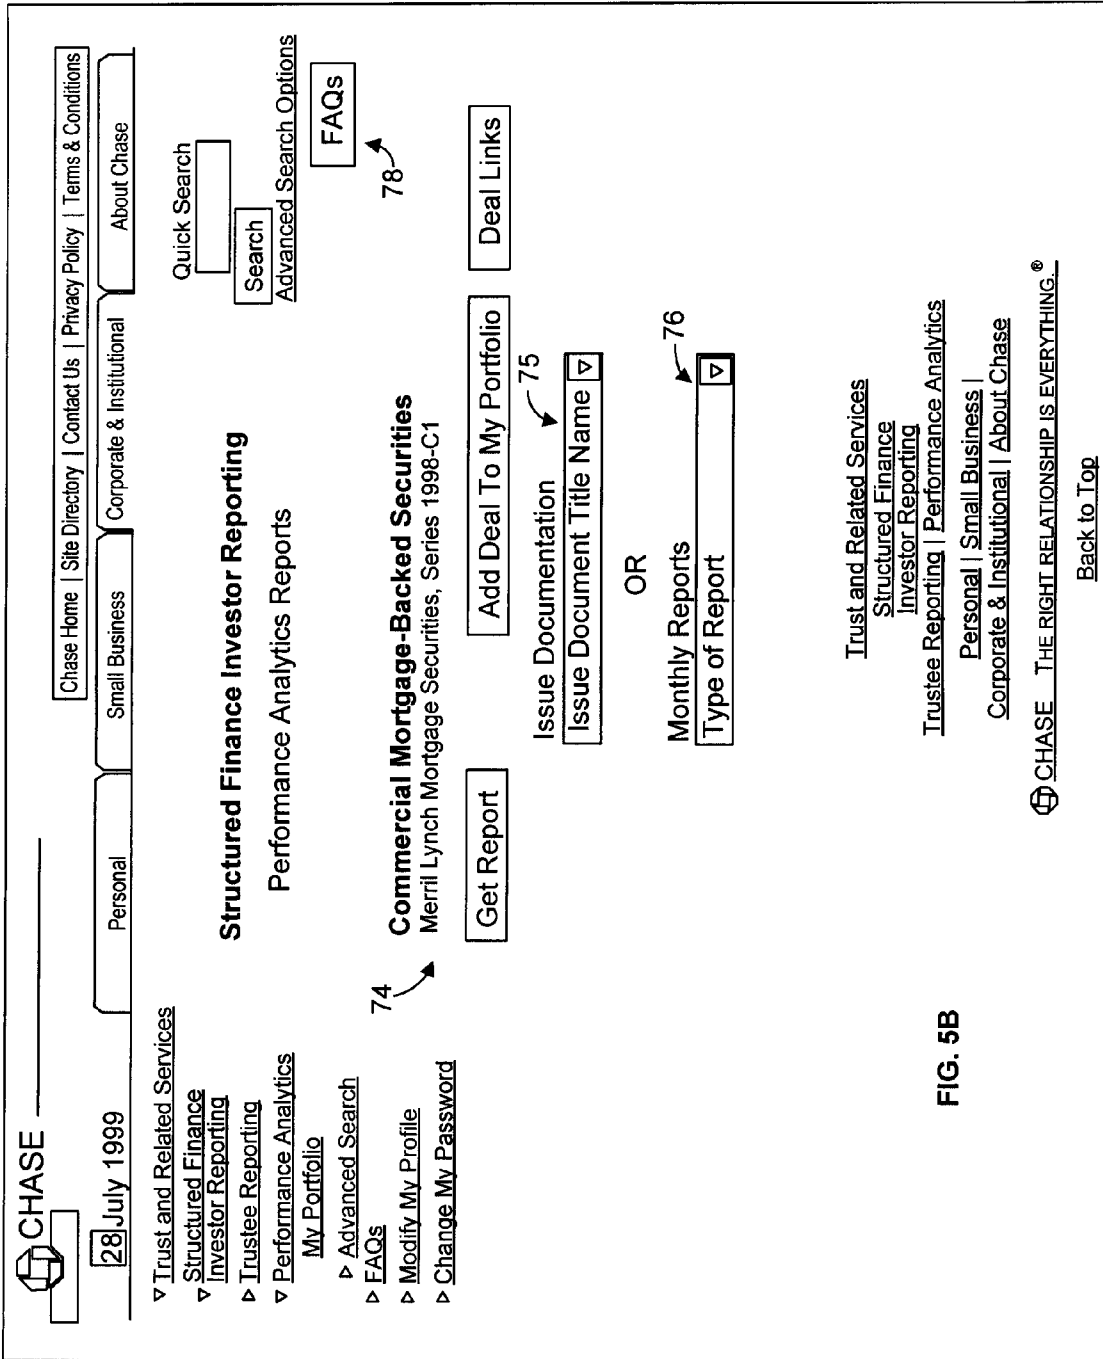 CHASE
Chase Home | Site Directory | Contact Us | Privacy Policy | Terms & Conditions
28 July 1999
Personal
Small Business
Corporate & Institutional
About Chase
▽ Trust and Related Services
▽ Structured Finance
Investor Reporting
▷ Trustee Reporting
▽ Performance Analytics
My Portfolio
▷ Advanced Search
▷ FAQs
▷ Modify My Profile
▷ Change My Password
Structured Finance Investor Reporting
Performance Analytics Reports
Quick Search
Search
Advanced Search Options
FAQs
78
74
Commercial Mortgage-Backed Securities
Merril Lynch Mortgage Securities, Series 1998-C1
Get Report
Add Deal To My Portfolio
Deal Links
Issue Documentation
75
Issue Document Title Name ▽
OR
Monthly Reports
76
Type of Report ▽
Trust and Related Services
Structured Finance
Investor Reporting
Trustee Reporting | Performance Analytics
Personal | Small Business |
Corporate & Institutional | About Chase
CHASE THE RIGHT RELATIONSHIP IS EVERYTHING.®
Back to Top
FIG. 5B